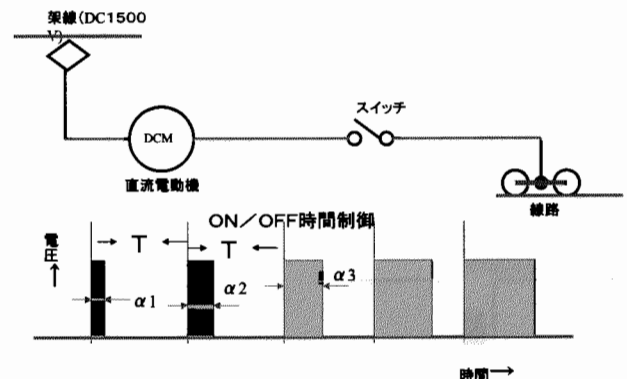 架線(DC1500
V)
DCM
直流電動機
スイッチ
線路
ON／OFF時間制御
電圧→
T
T
α1
α2
α3
時間→